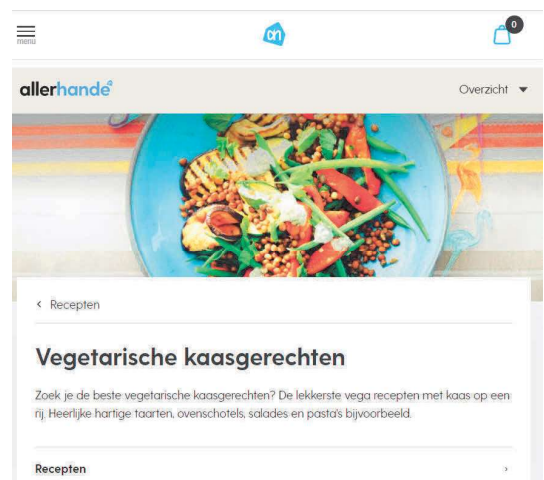 menu
ah
0
allerhande
Overzicht
Recepten
Vegetarische kaasgerechten
Zoek je de beste vegetarische kaasgerechten? De lekkerste vega recepten met kaas op een
rij. Heerlijke hartige taarten, ovenschotels, salades en pasta's bijvoorbeeld.
Recepten